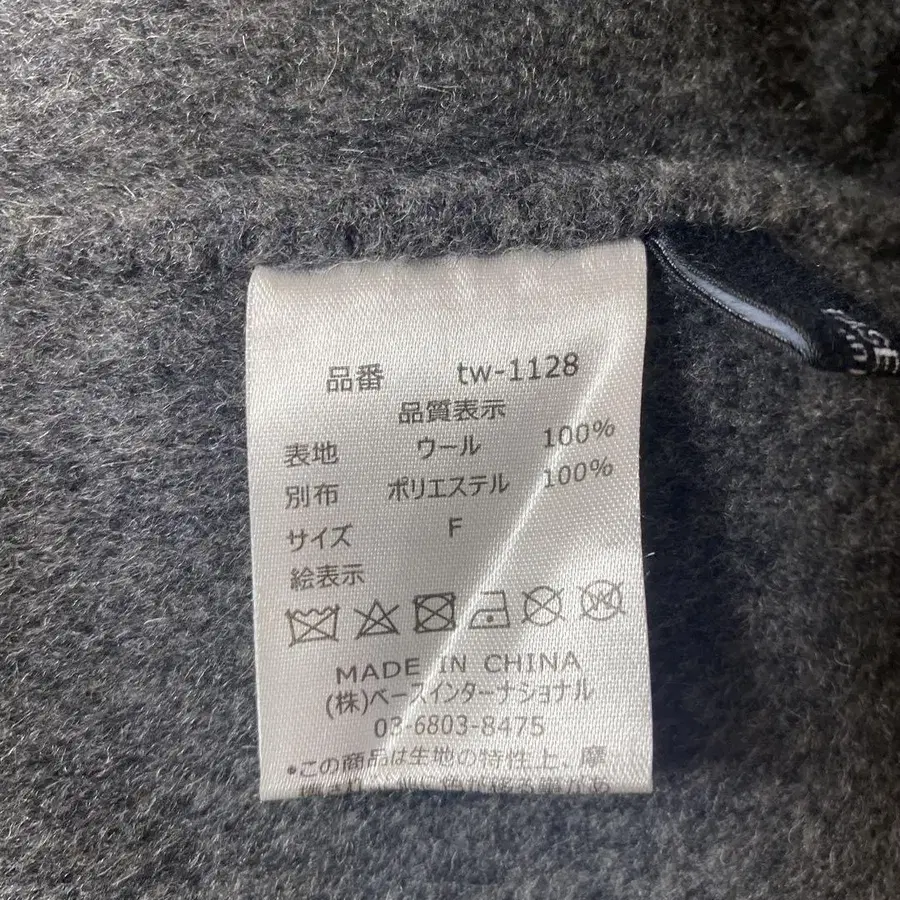 品番 tw-1128
品質表示
表地 ウール 100%
別布 ポリエステル 100%
サイズ F
絵表示
MADE IN CHINA
(株)ベースインターナショナル
03-6803-8475
•この商品は生地の特性上、摩